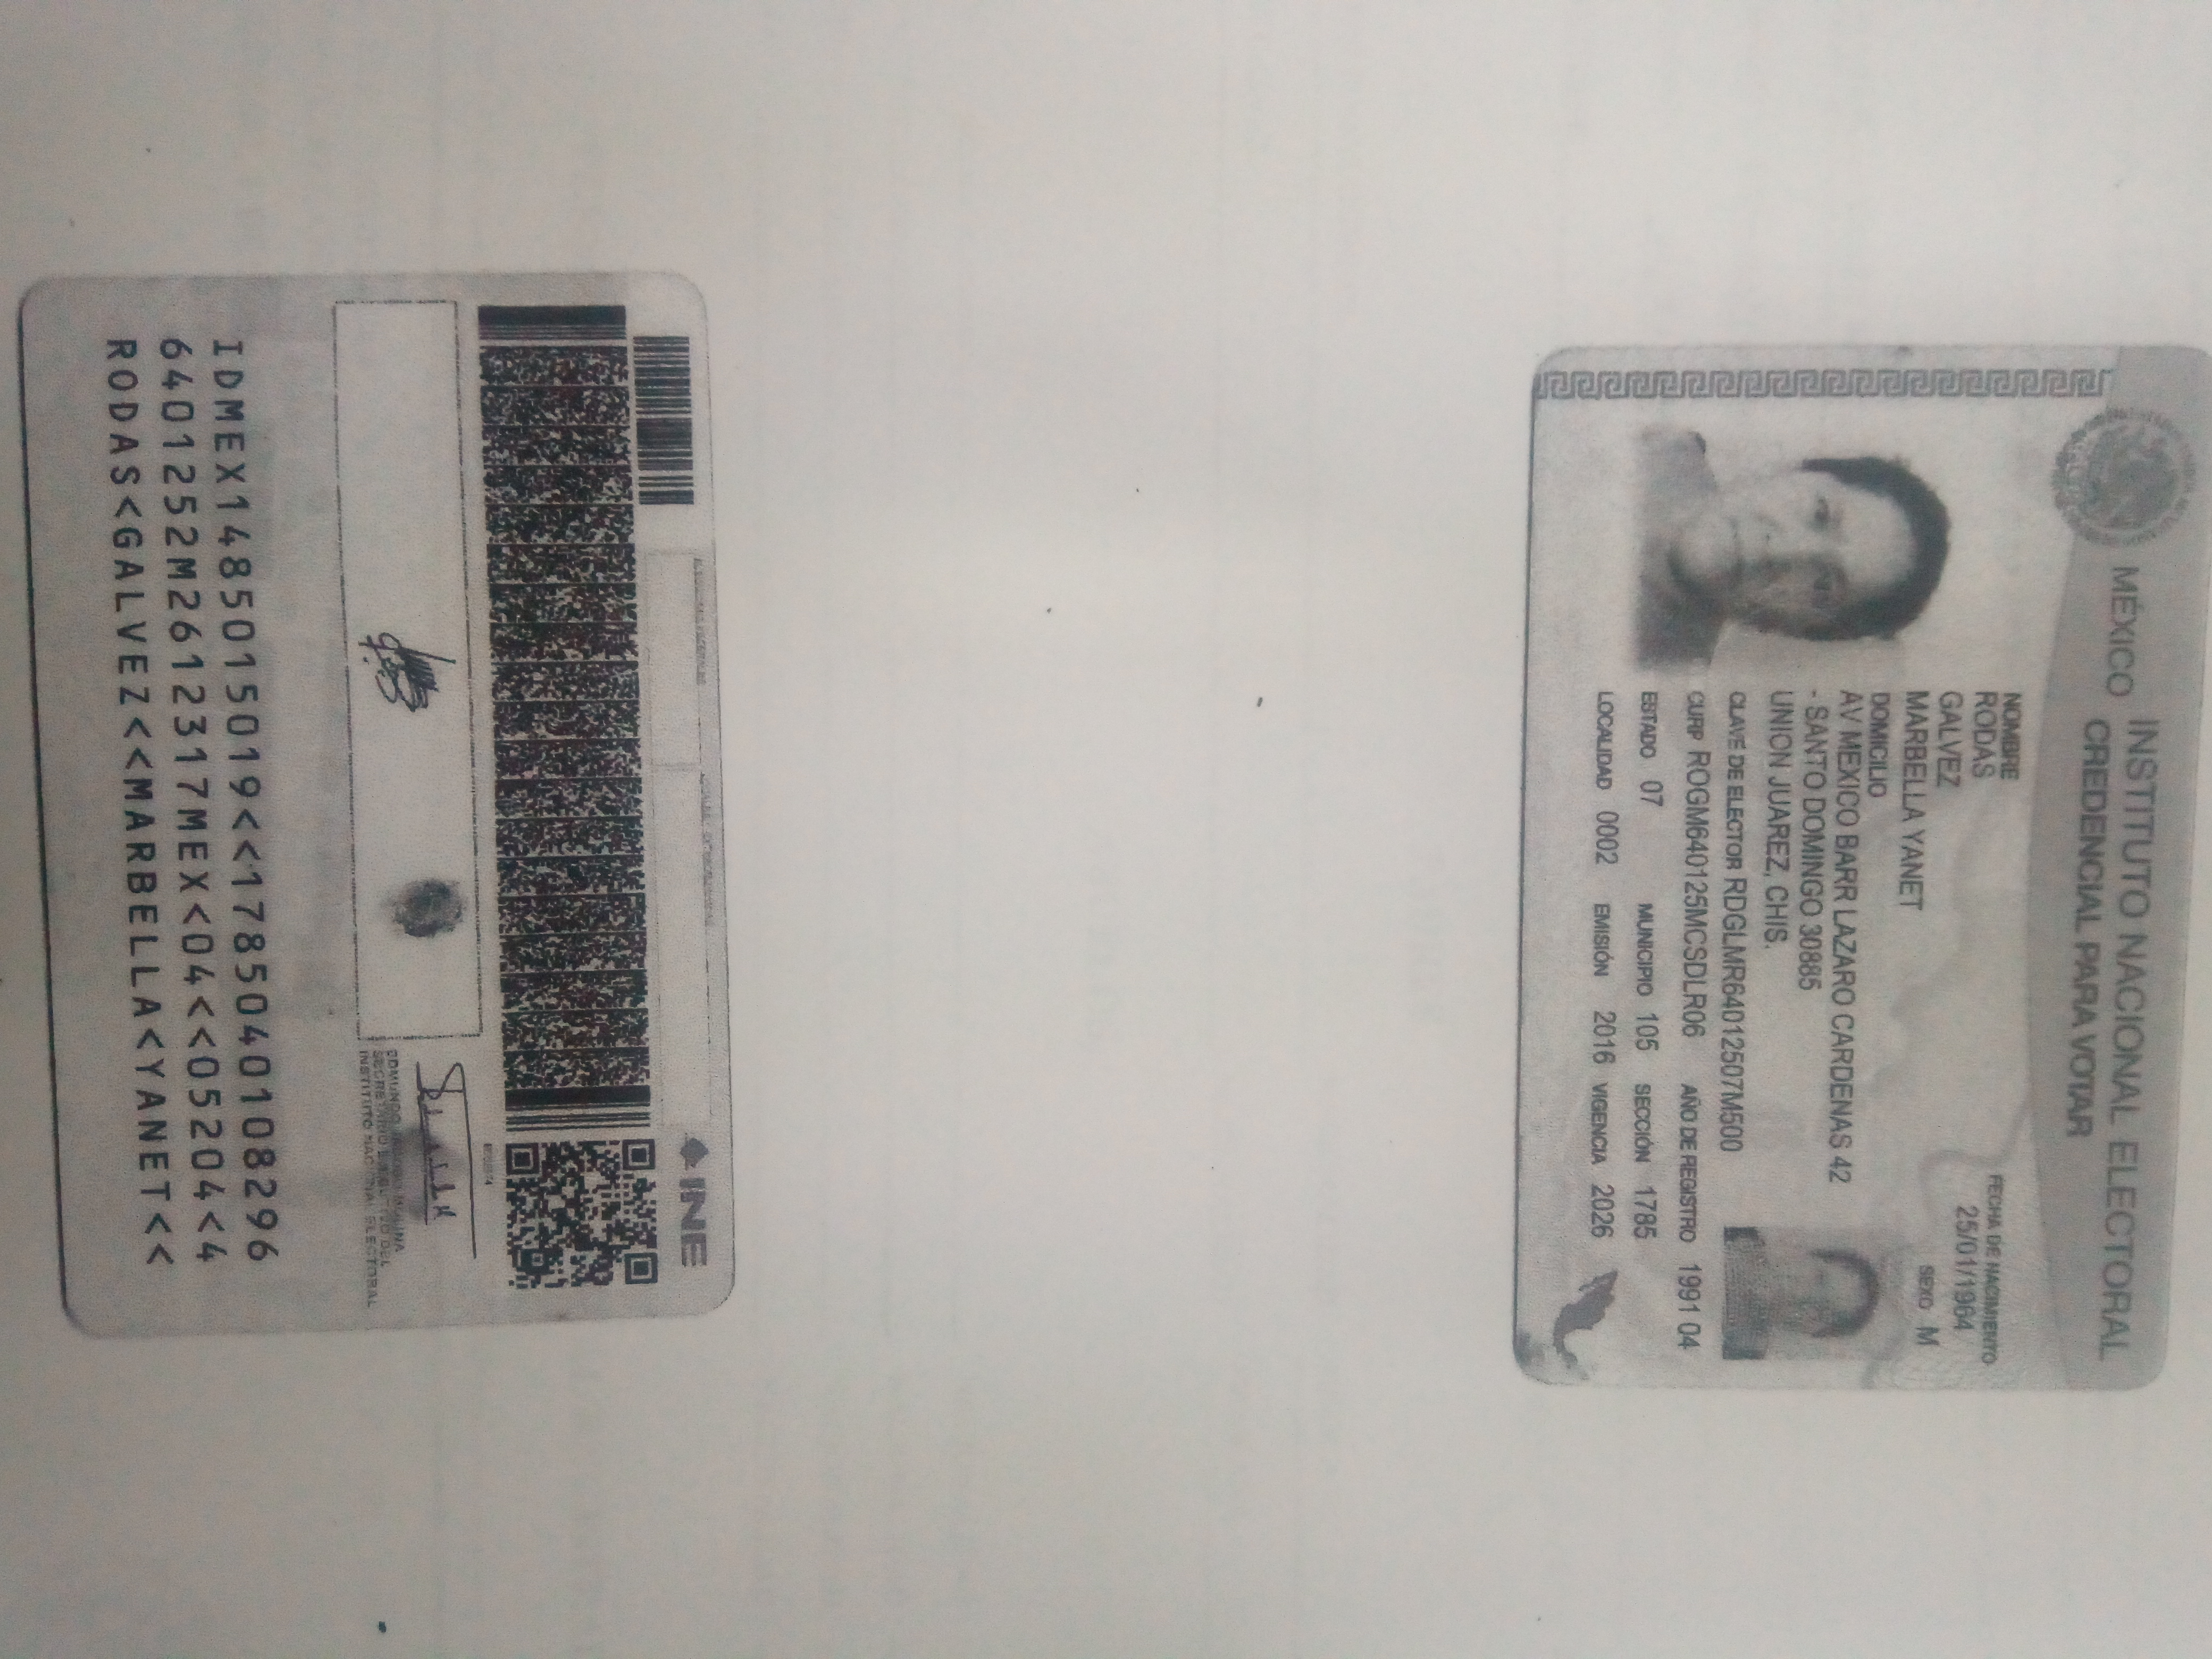 MÉXICO INSTITUTO NACIONAL ELECTORAL
CREDENCIAL PARA VOTAR
NOMBRE
RODAS
GALVEZ
MARBELLA YANET
FECHA DE NACIMIENTO
25/01/1964
SEXO M
DOMICILIO
AV MEXICO BARR LAZARO CARDENAS 42
- SANTO DOMINGO 30885
UNION JUAREZ, CHIS.
CLAVE DE ELECTOR RDGLMR64012507M500
CURP ROGM640125MCSDLR06 AÑO DE REGISTRO 1991 04
ESTADO 07 MUNICIPIO 105 SECCIÓN 1785
LOCALIDAD 0002 EMISIÓN 2016 VIGENCIA 2026
INE
EDMUNDO JACOBO MOLINA
SECRETARIO EJECUTIVO DEL
INSTITUTO NACIONAL ELECTORAL
IDMEX1485015019<<1785040108296
6401252M2612317MEX<04<<05204<4
RODAS<GALVEZ<<MARBELLA<YANET<<